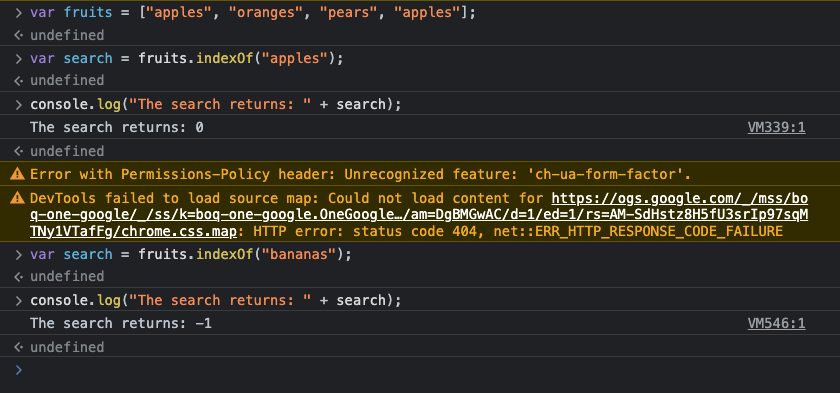 > var fruits = ["apples", "oranges", "pears", "apples"];
< undefined
> var search = fruits.indexOf("apples");
< undefined
> console.log("The search returns: " + search);
The search returns: 0 VM339:1
< undefined
Error with Permissions-Policy header: Unrecognized feature: 'ch-ua-form-factor'.
DevTools failed to load source map: Could not load content for https://ogs.google.com/_/mss/bo
q-one-google/_/ss/k=boq-one-google.OneGoogle…/am=DgBMGwAC/d=1/ed=1/rs=AM-SdHstz8H5fU3srIp97sqM
TNy1VTafFg/chrome.css.map: HTTP error: status code 404, net::ERR_HTTP_RESPONSE_CODE_FAILURE
> var search = fruits.indexOf("bananas");
< undefined
> console.log("The search returns: " + search);
The search returns: -1 VM546:1
< undefined
>